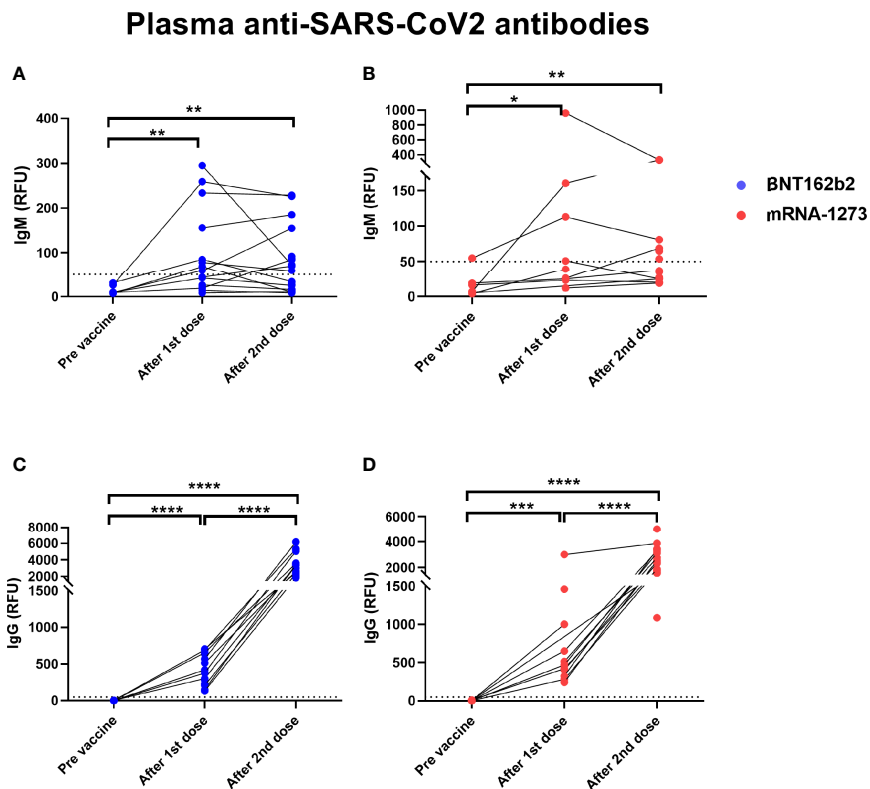 Plasma anti-SARS-CoV2 antibodies
A
**
**
IgM (RFU)
400
300
200
100
50
0
Pre vaccine
After 1st dose
After 2nd dose
B
**
*
IgM (RFU)
1000
800
600
400
150
100
50
0
Pre vaccine
After 1st dose
After 2nd dose
βNT162b2
mRNA-1273
C
****
****
****
IgG (RFU)
8000
6000
4000
2000
1500
1000
500
0
Pre vaccine
After 1st dose
After 2nd dose
D
****
***
****
IgG (RFU)
6000
4000
2000
1500
1000
500
0
Pre vaccine
After 1st dose
After 2nd dose